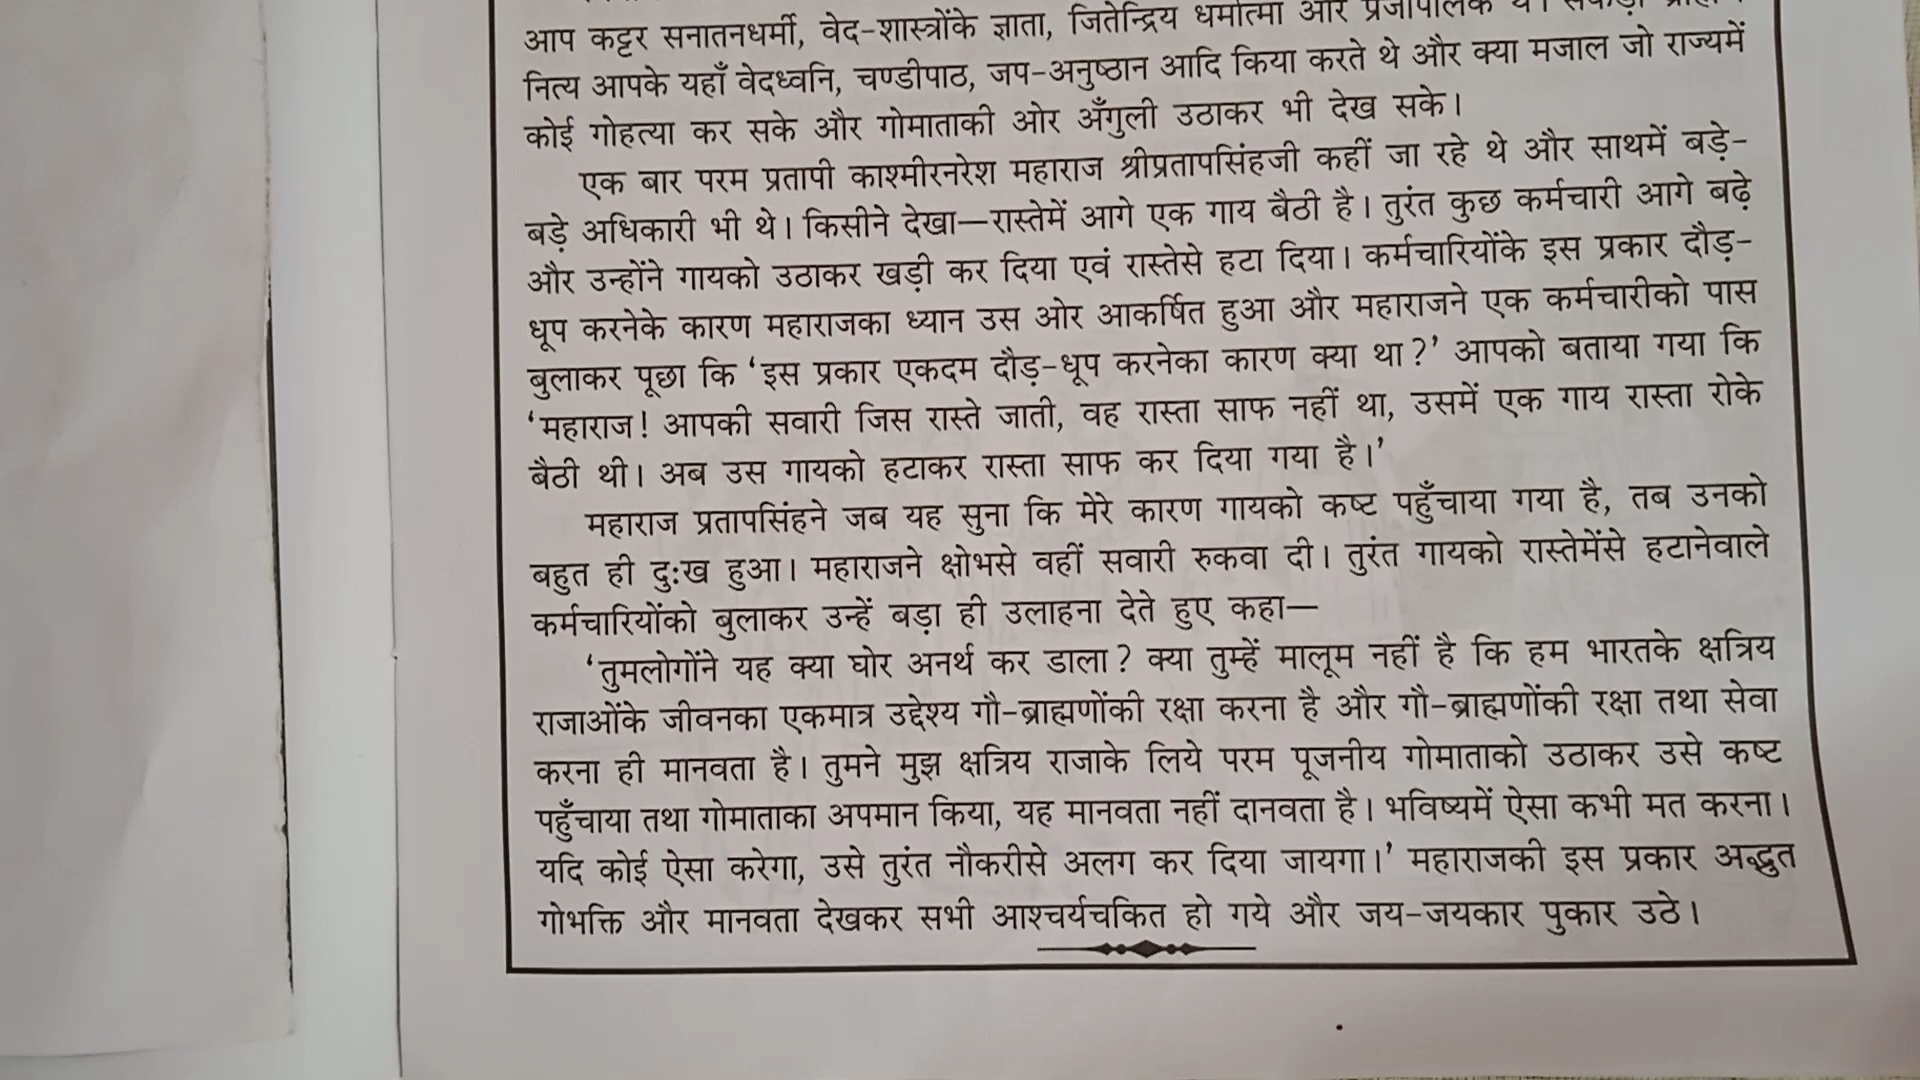 आप कट्टर सनातनधर्मी, वेद-शास्त्रोंके ज्ञाता, जितेन्द्रिय धर्मात्मा और प्रजापालक थे।
नित्य आपके यहाँ वेदध्वनि, चण्डीपाठ, जप-अनुष्ठान आदि किया करते थे और क्या मजाल जो राज्यमें
कोई गोहत्या कर सके और गोमाताकी ओर अँगुली उठाकर भी देख सके।
एक बार परम प्रतापी काश्मीरनरेश महाराज श्रीप्रतापसिंहजी कहीं जा रहे थे और साथमें बड़े-
बड़े अधिकारी भी थे। किसीने देखा—रास्तेमें आगे एक गाय बैठी है। तुरंत कुछ कर्मचारी आगे बढ़े
और उन्होंने गायको उठाकर खड़ी कर दिया एवं रास्तेसे हटा दिया। कर्मचारियोंके इस प्रकार दौड़-
धूप करनेके कारण महाराजका ध्यान उस ओर आकर्षित हुआ और महाराजने एक कर्मचारीको पास
बुलाकर पूछा कि ‘इस प्रकार एकदम दौड़-धूप करनेका कारण क्या था?’ आपको बताया गया कि
‘महाराज! आपकी सवारी जिस रास्ते जाती, वह रास्ता साफ नहीं था, उसमें एक गाय रास्ता रोके
बैठी थी। अब उस गायको हटाकर रास्ता साफ कर दिया गया है।’
महाराज प्रतापसिंहने जब यह सुना कि मेरे कारण गायको कष्ट पहुँचाया गया है, तब उनको
बहुत ही दुःख हुआ। महाराजने क्षोभसे वहीं सवारी रुकवा दी। तुरंत गायको रास्तेमेंसे हटानेवाले
कर्मचारियोंको बुलाकर उन्हें बड़ा ही उलाहना देते हुए कहा—
‘तुमलोगोंने यह क्या घोर अनर्थ कर डाला? क्या तुम्हें मालूम नहीं है कि हम भारतके क्षत्रिय
राजाओंके जीवनका एकमात्र उद्देश्य गौ-ब्राह्मणोंकी रक्षा करना है और गौ-ब्राह्मणोंकी रक्षा तथा सेवा
करना ही मानवता है। तुमने मुझ क्षत्रिय राजाके लिये परम पूजनीय गोमाताको उठाकर उसे कष्ट
पहुँचाया तथा गोमाताका अपमान किया, यह मानवता नहीं दानवता है। भविष्यमें ऐसा कभी मत करना।
यदि कोई ऐसा करेगा, उसे तुरंत नौकरीसे अलग कर दिया जायगा।’ महाराजकी इस प्रकार अद्भुत
गोभक्ति और मानवता देखकर सभी आश्चर्यचकित हो गये और जय-जयकार पुकार उठे।